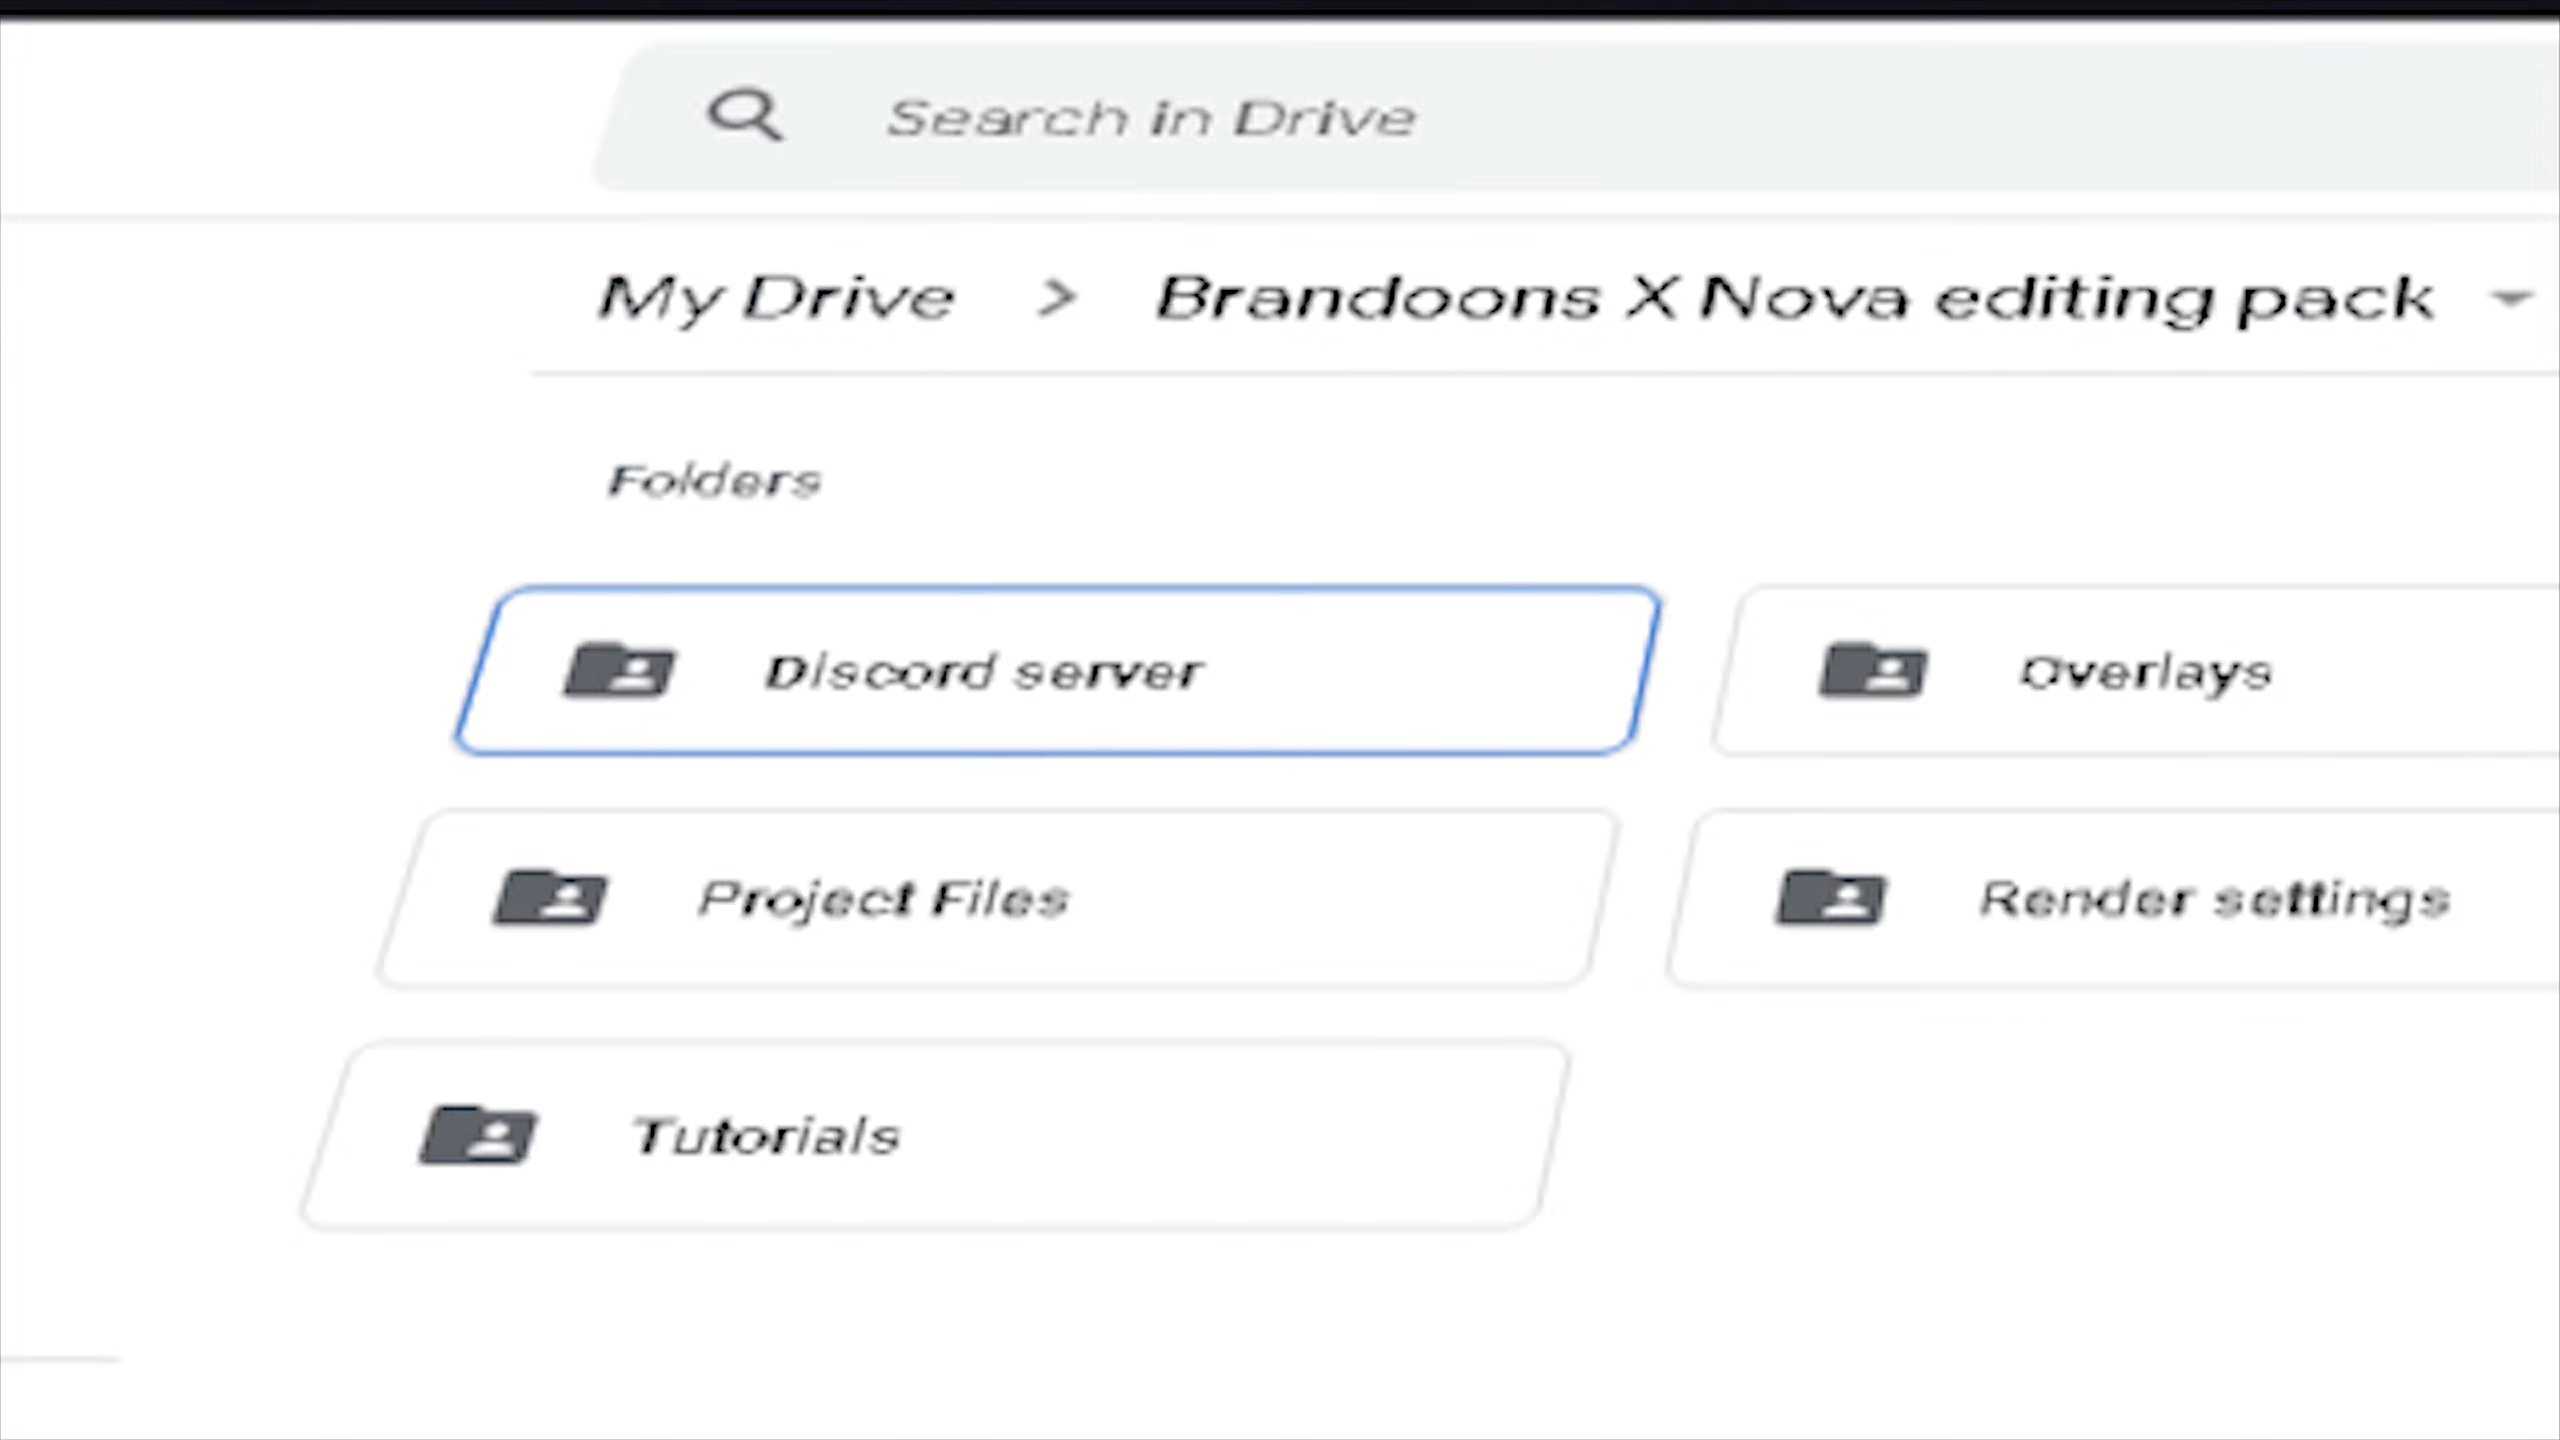 Search in Drive
My Drive > Brandoons X Nova editing pack
Folders
Discord server
Overlays
Project Files
Render settings
Tutorials